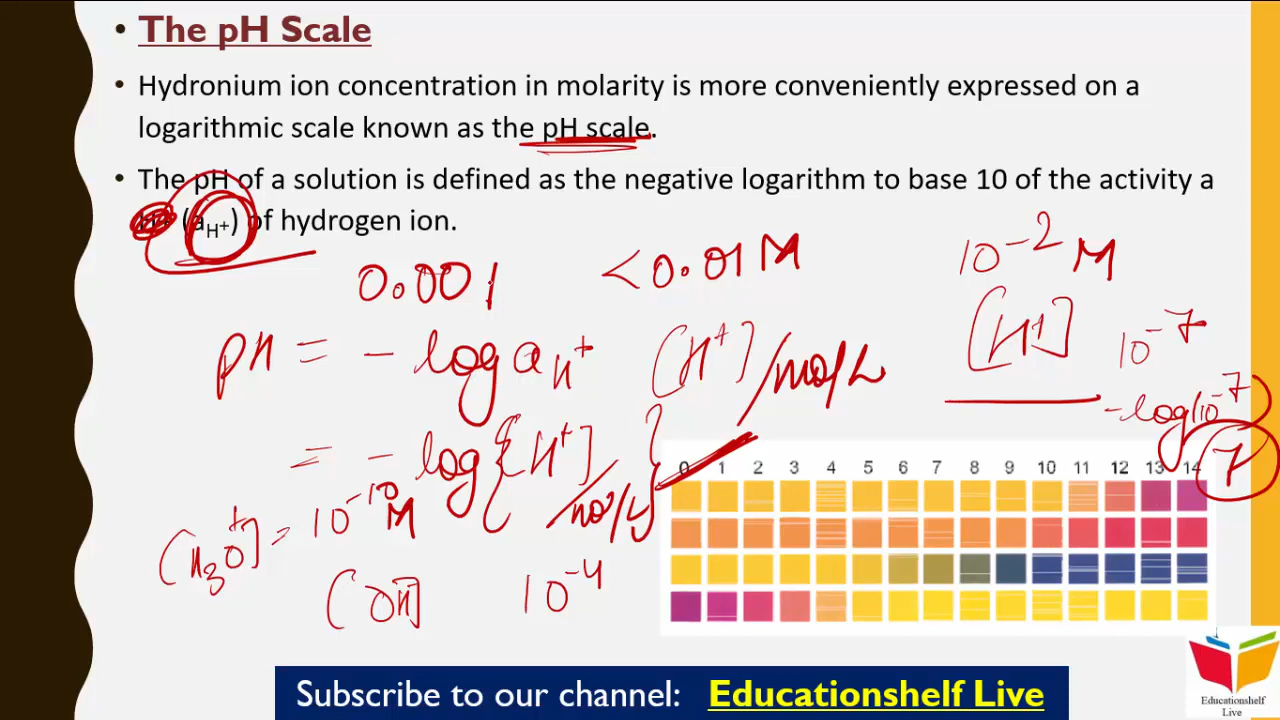 • The pH Scale
• Hydronium ion concentration in molarity is more conveniently expressed on a
logarithmic scale known as the pH scale.
• The pH of a solution is defined as the negative logarithm to base 10 of the activity a
H+ (aH+) of hydrogen ion.
0.001 <0.01M 10⁻² M
pH = - log aH+ [H+]/mol/L [H+] 10⁻⁷
-log(10⁻⁷)
7
= - log{[H+] / mol/L}
[H₃O+] = 10⁻¹⁰ M
[OH] 10⁻⁴
0 1 2 3 4 5 6 7 8 9 10 11 12 13 14
Subscribe to our channel: Educationshelf Live
Educationshelf
Live